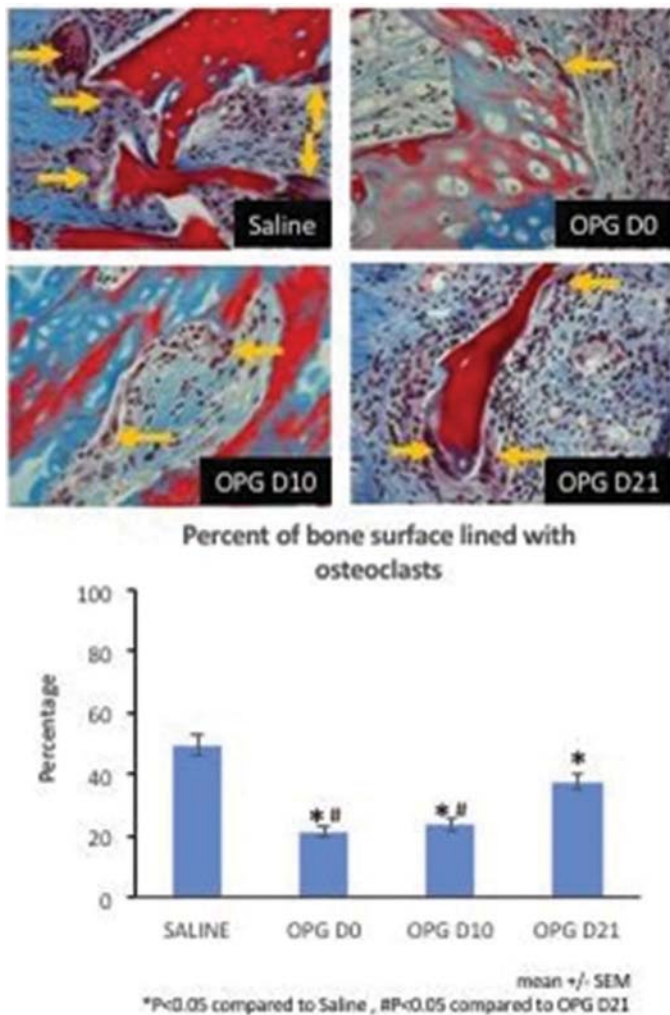 Saline
OPG D0
OPG D10
OPG D21
Percent of bone surface lined with
osteoclasts
Percentage
100
80
60
40
20
0
*#
*#
*
SALINE
OPG D0
OPG D10
OPG D21
mean +/- SEM
*P<0.05 compared to Saline , #P<0.05 compared to OPG D21